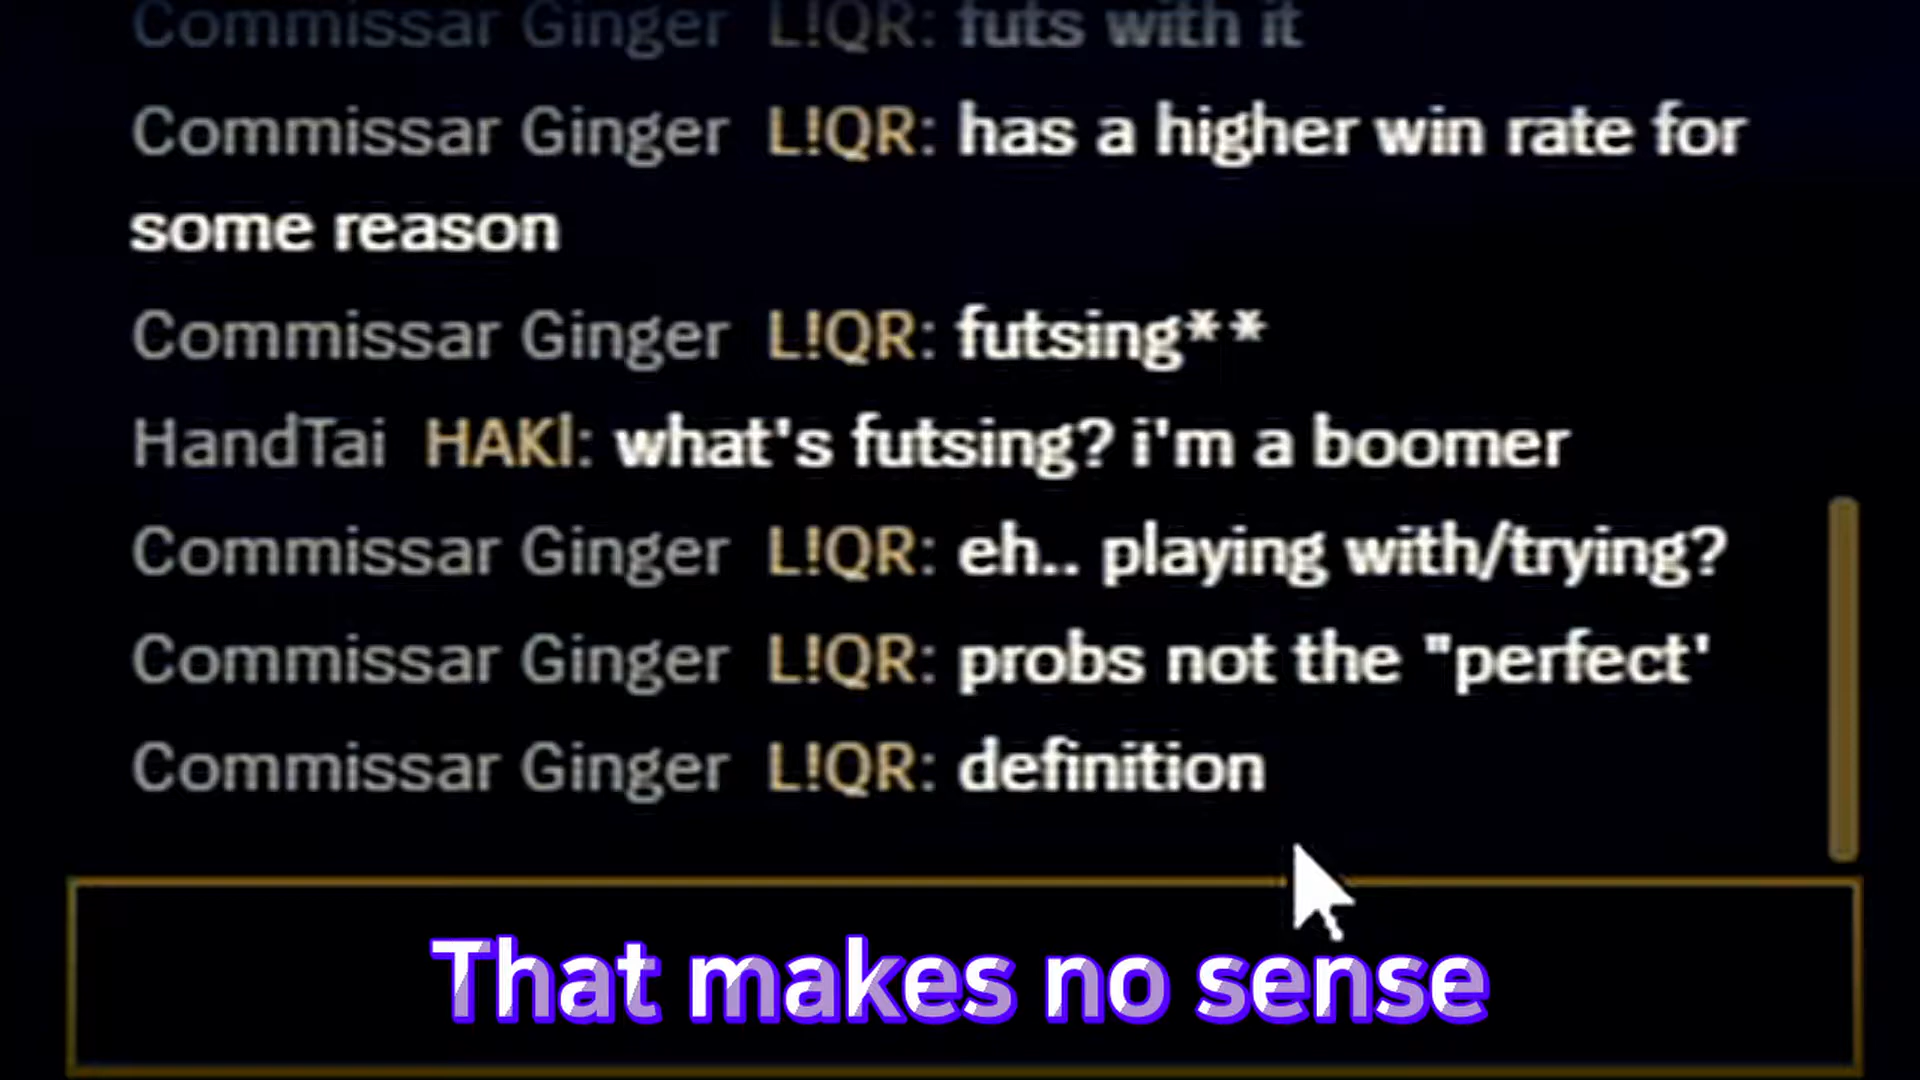 Commissar Ginger L!QR: futs with it
Commissar Ginger L!QR: has a higher win rate for
some reason
Commissar Ginger L!QR: futsing**
HandTai HAKl: what's futsing? i'm a boomer
Commissar Ginger L!QR: eh.. playing with/trying?
Commissar Ginger L!QR: probs not the "perfect'
Commissar Ginger L!QR: definition
That makes no sense